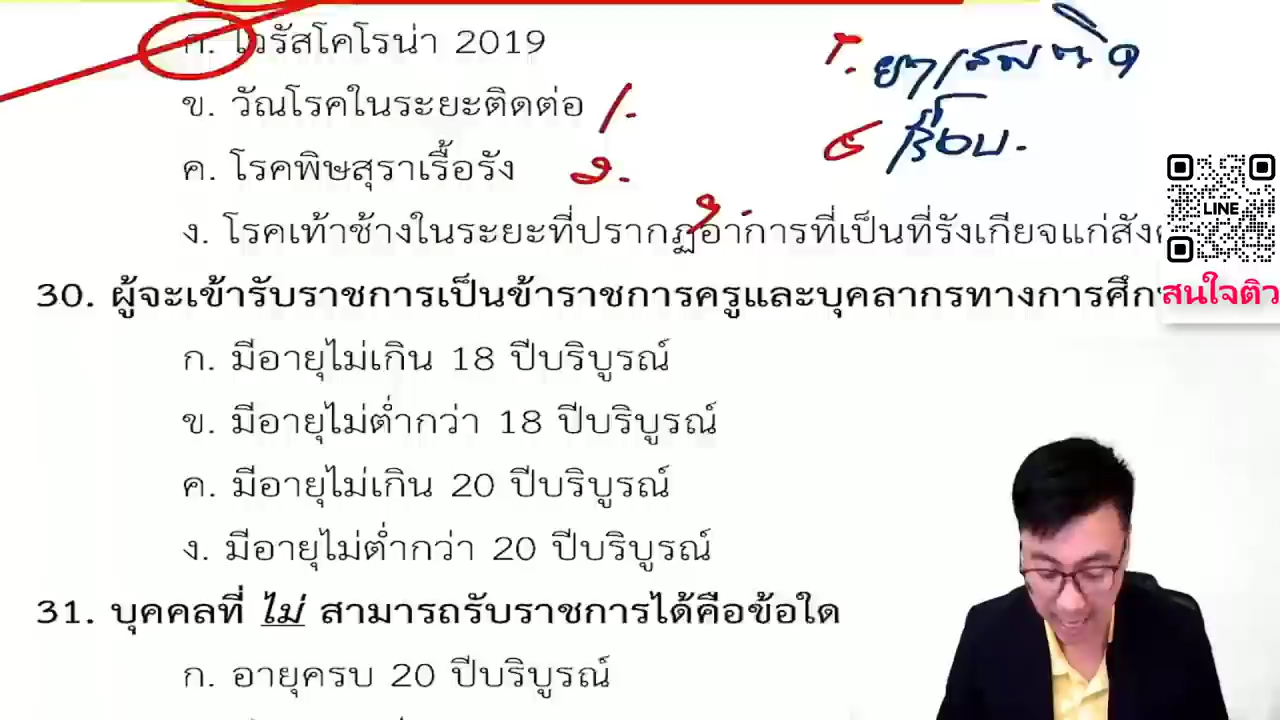 ก. ไวรัสโคโรน่า 2019
ข. วัณโรคในระยะติดต่อ 1.
ค. โรคพิษสุราเรื้อรัง 2.
ง. โรคเท้าช้างในระยะที่ปรากฏอาการที่เป็นที่รังเกียจแก่สังค
ยาเสพติด
เรื้อน.
LINE
สนใจติว
30. ผู้จะเข้ารับราชการเป็นข้าราชการครูและบุคลากรทางการศึก
ก. มีอายุไม่เกิน 18 ปีบริบูรณ์
ข. มีอายุไม่ต่ำกว่า 18 ปีบริบูรณ์
ค. มีอายุไม่เกิน 20 ปีบริบูรณ์
ง. มีอายุไม่ต่ำกว่า 20 ปีบริบูรณ์
31. บุคคลที่ ไม่ สามารถรับราชการได้คือข้อใด
ก. อายุครบ 20 ปีบริบูรณ์